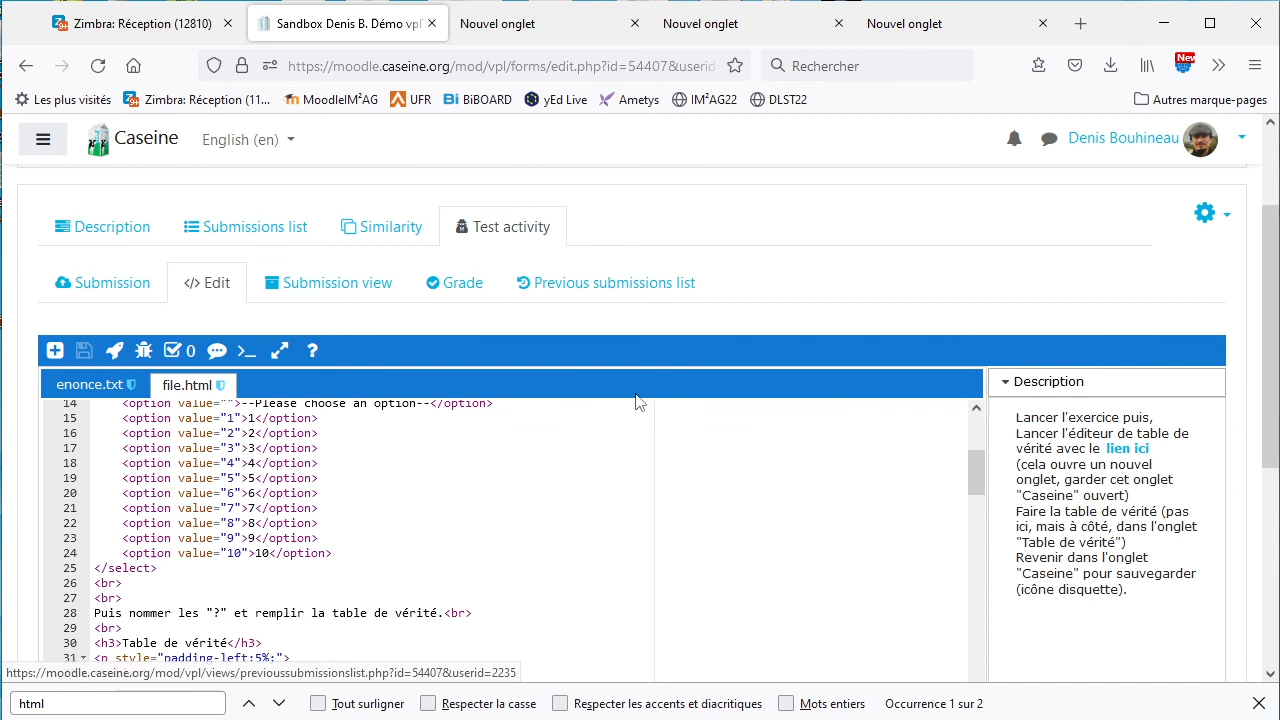 Zimbra: Réception (12810)
Sandbox Denis B. Démo vpl
Nouvel onglet
Nouvel onglet
Nouvel onglet
https://moodle.caseine.org/mod/vpl/forms/edit.php?id=54407&userid
Rechercher
New
Les plus visités
Zimbra: Réception (11...
MoodleIM²AG
UFR
Bi BiBOARD
yEd Live
Ametys
IM²AG22
DLST22
Autres marque-pages
Caseine
English (en)
Denis Bouhineau
Description
Submissions list
Similarity
Test activity
Submission
</> Edit
Submission view
Grade
Previous submissions list
0
enonce.txt
file.html
Description
14 <option value="">--Please choose an option--</option>
15 <option value="1">1</option>
16 <option value="2">2</option>
17 <option value="3">3</option>
18 <option value="4">4</option>
19 <option value="5">5</option>
20 <option value="6">6</option>
21 <option value="7">7</option>
22 <option value="8">8</option>
23 <option value="9">9</option>
24 <option value="10">10</option>
25 </select>
26 <br>
27 <br>
28 Puis nommer les "?" et remplir la table de vérité.<br>
29 <br>
30 <h3>Table de vérité</h3>
31 <p style="padding-left:5%;">
Lancer l'exercice puis,
Lancer l'éditeur de table de
vérité avec le lien ici
(cela ouvre un nouvel
onglet, garder cet onglet
"Caseine" ouvert)
Faire la table de vérité (pas
ici, mais à côté, dans l'onglet
"Table de vérité")
Revenir dans l'onglet
"Caseine" pour sauvegarder
(icône disquette).
https://moodle.caseine.org/mod/vpl/views/previoussubmissionslist.php?id=54407&userid=2235
html
Tout surligner
Respecter la casse
Respecter les accents et diacritiques
Mots entiers
Occurrence 1 sur 2